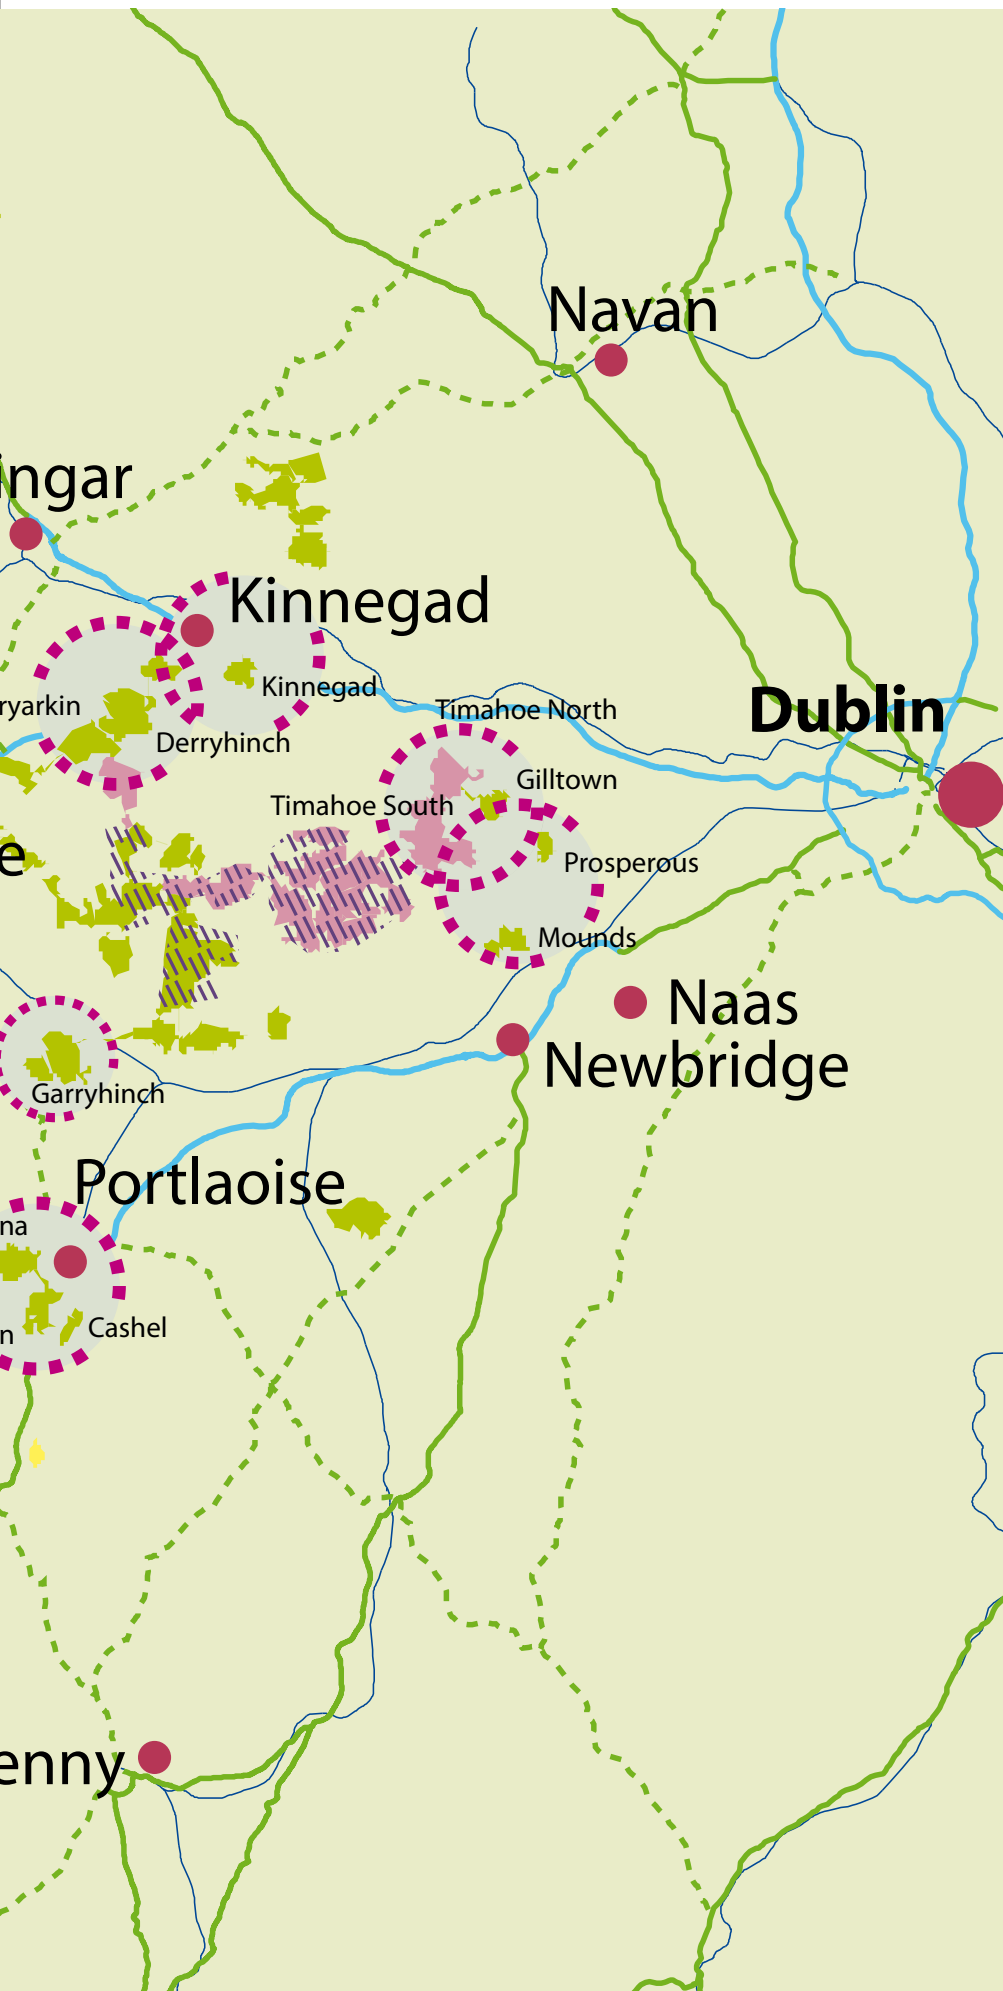 Navan
ingar
Kinnegad
Kinnegad
ryarkin
Timahoe North
Dublin
Derryhinch
Gilltown
Timahoe South
e
Prosperous
Mounds
Naas
Newbridge
Garryhinch
Portlaoise
na
Cashel
n
enny